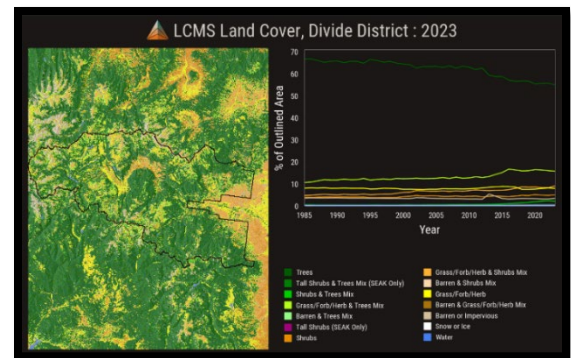 LCMS Land Cover, Divide District : 2023
70
60
50
40
30
20
10
0
% of Outlined Area
1985 1990 1995 2000 2005 2010 2015 2020
Year
Trees
Tall Shrubs & Trees Mix (SEAK Only)
Shrubs & Trees Mix
Grass/Forb/Herb & Trees Mix
Barren & Trees Mix
Tall Shrubs (SEAK Only)
Shrubs
Grass/Forb/Herb & Shrubs Mix
Barren & Shrubs Mix
Grass/Forb/Herb
Barren & Grass/Forb/Herb Mix
Barren or Impervious
Snow or Ice
Water